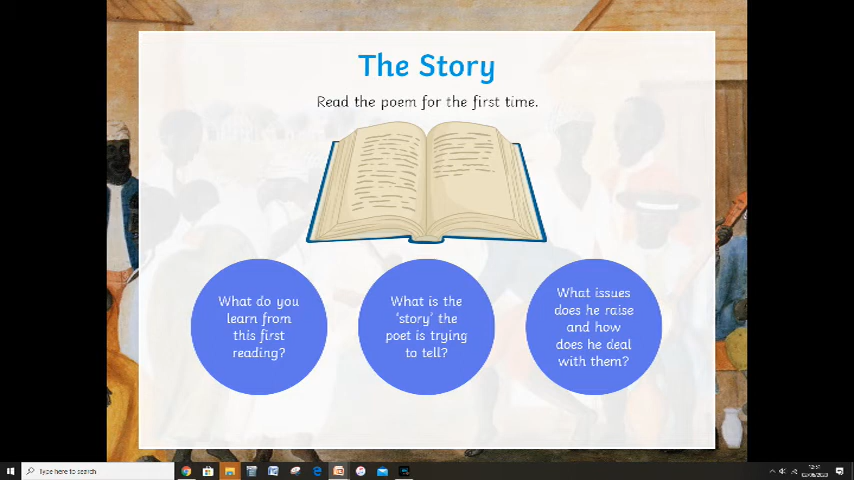 The Story
Read the poem for the first time.
What do you
learn from
this first
reading?
What is the
'story' the
poet is trying
to tell?
What issues
does he raise
and how
does he deal
with them?
Type here to search